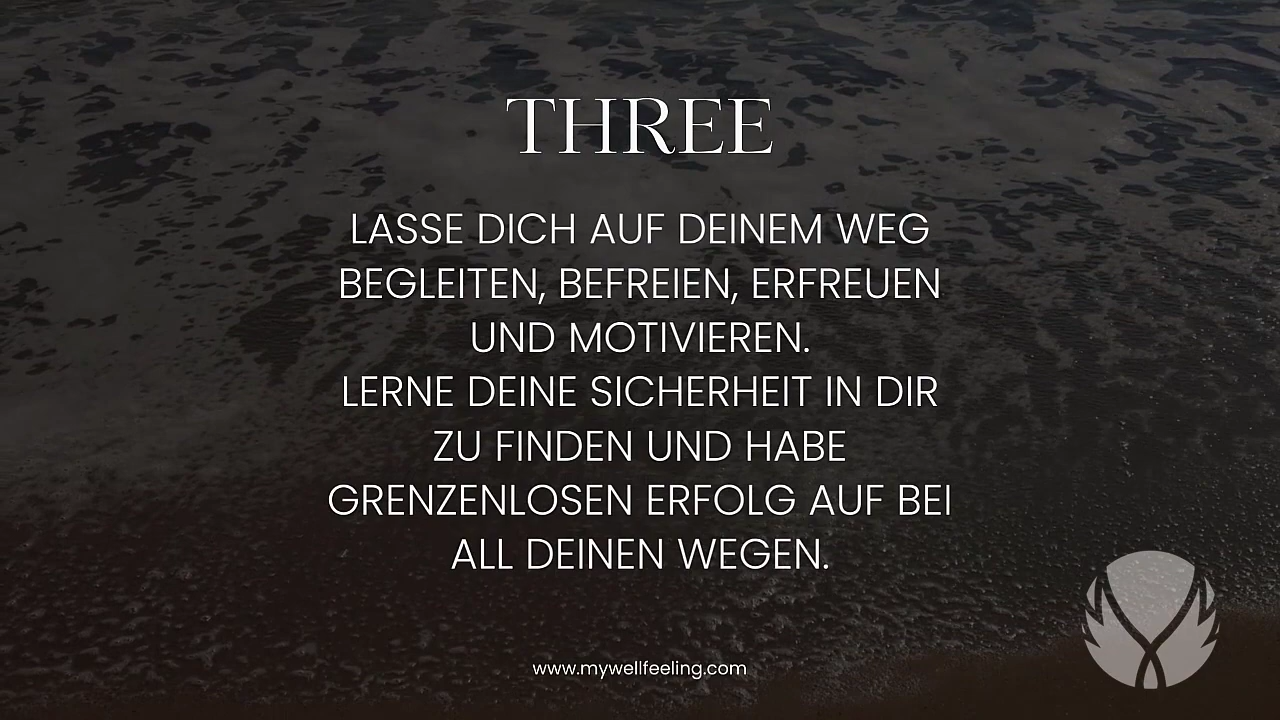 THREE
LASSE DICH AUF DEINEM WEG
BEGLEITEN, BEFREIEN, ERFREUEN
UND MOTIVIEREN.
LERNE DEINE SICHERHEIT IN DIR
ZU FINDEN UND HABE
GRENZENLOSEN ERFOLG AUF BEI
ALL DEINEN WEGEN.
www.mywellfeeling.com